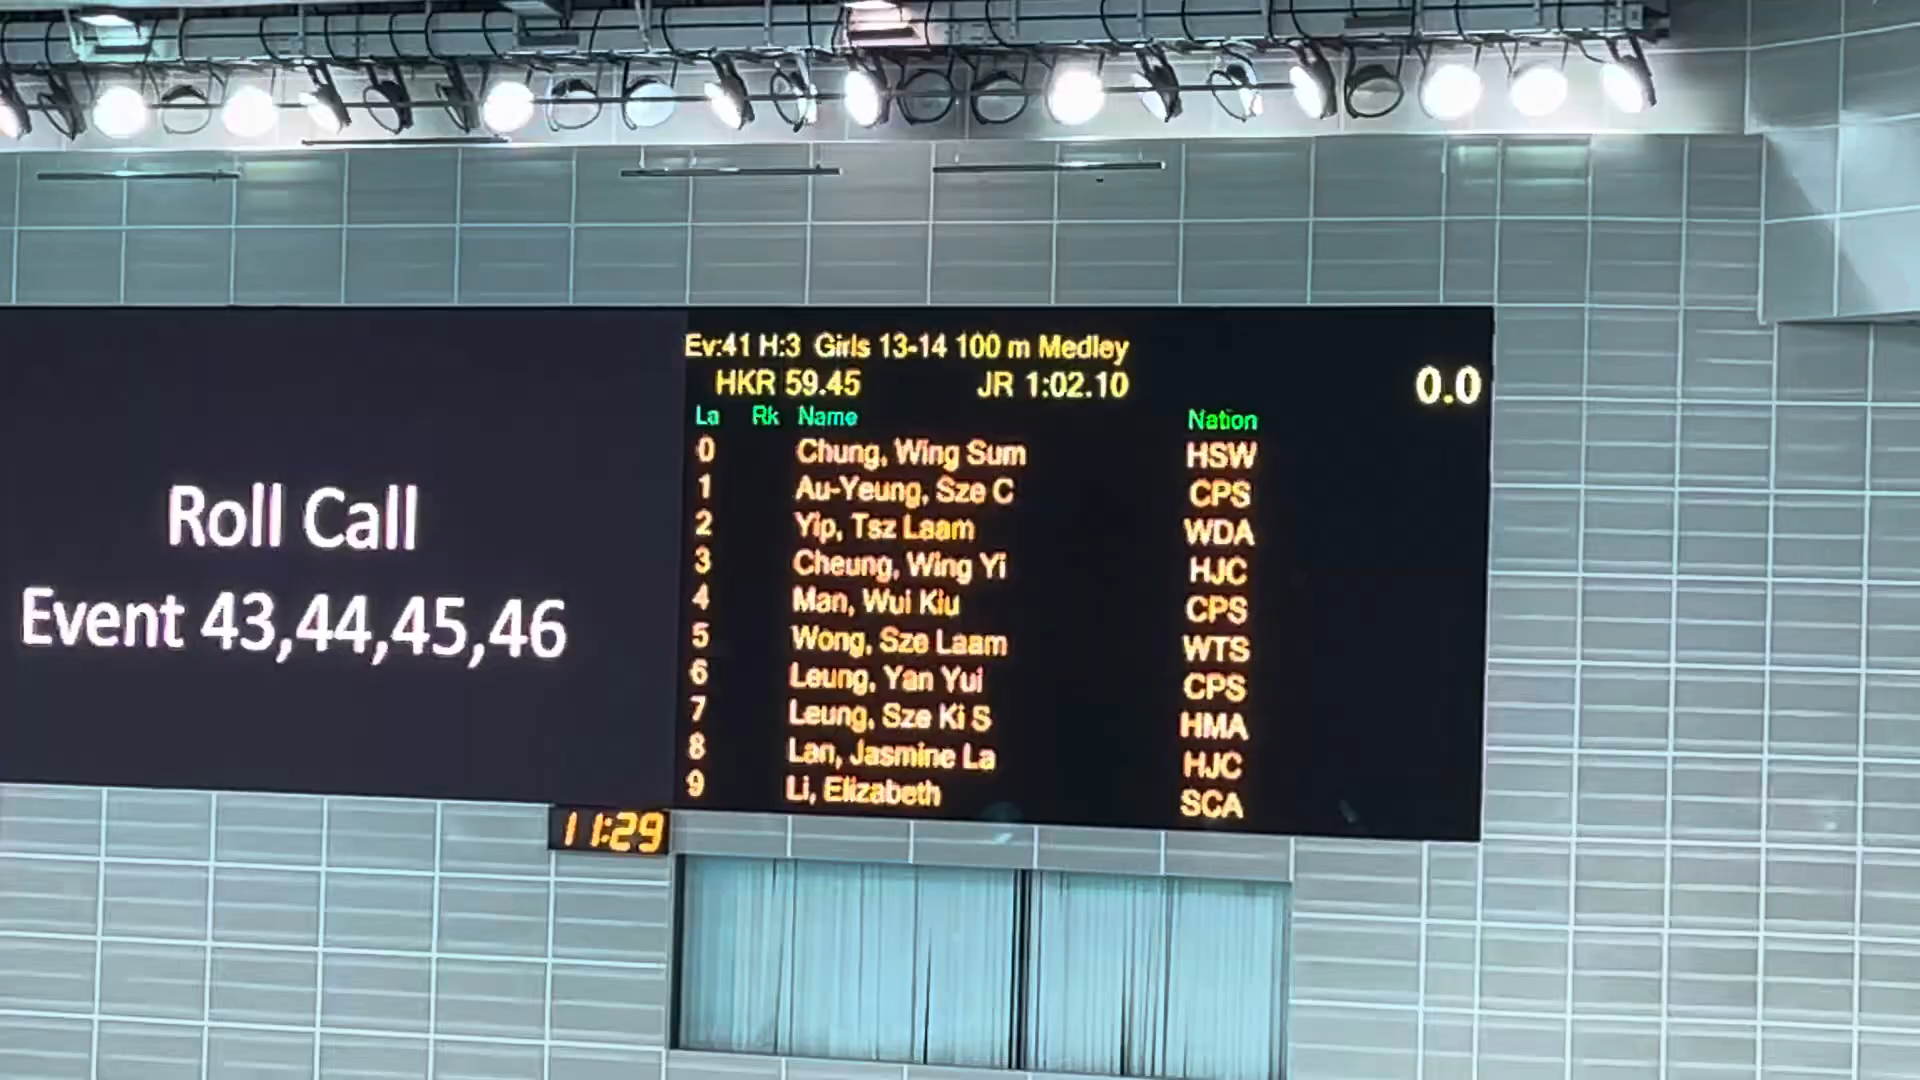 Roll Call
Event 43,44,45,46
Ev:41 H:3 Girls 13-14 100 m Medley
HKR 59.45 JR 1:02.10 0.0
La Rk Name Nation
0 Chung, Wing Sum HSW
1 Au-Yeung, Sze C CPS
2 Yip, Tsz Laam WDA
3 Cheung, Wing Yi HJC
4 Man, Wui Kiu CPS
5 Wong, Sze Laam WTS
6 Leung, Yan Yui CPS
7 Leung, Sze Ki S HMA
8 Lan, Jasmine La HJC
9 Li, Elizabeth SCA
11:29